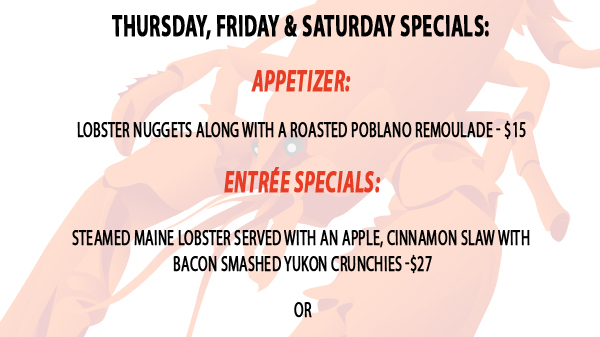 THURSDAY, FRIDAY & SATURDAY SPECIALS:
APPETIZER:
LOBSTER NUGGETS ALONG WITH A ROASTED POBLANO REMOULADE - $15
ENTRÉE SPECIALS:
STEAMED MAINE LOBSTER SERVED WITH AN APPLE, CINNAMON SLAW WITH
BACON SMASHED YUKON CRUNCHIES -$27
OR